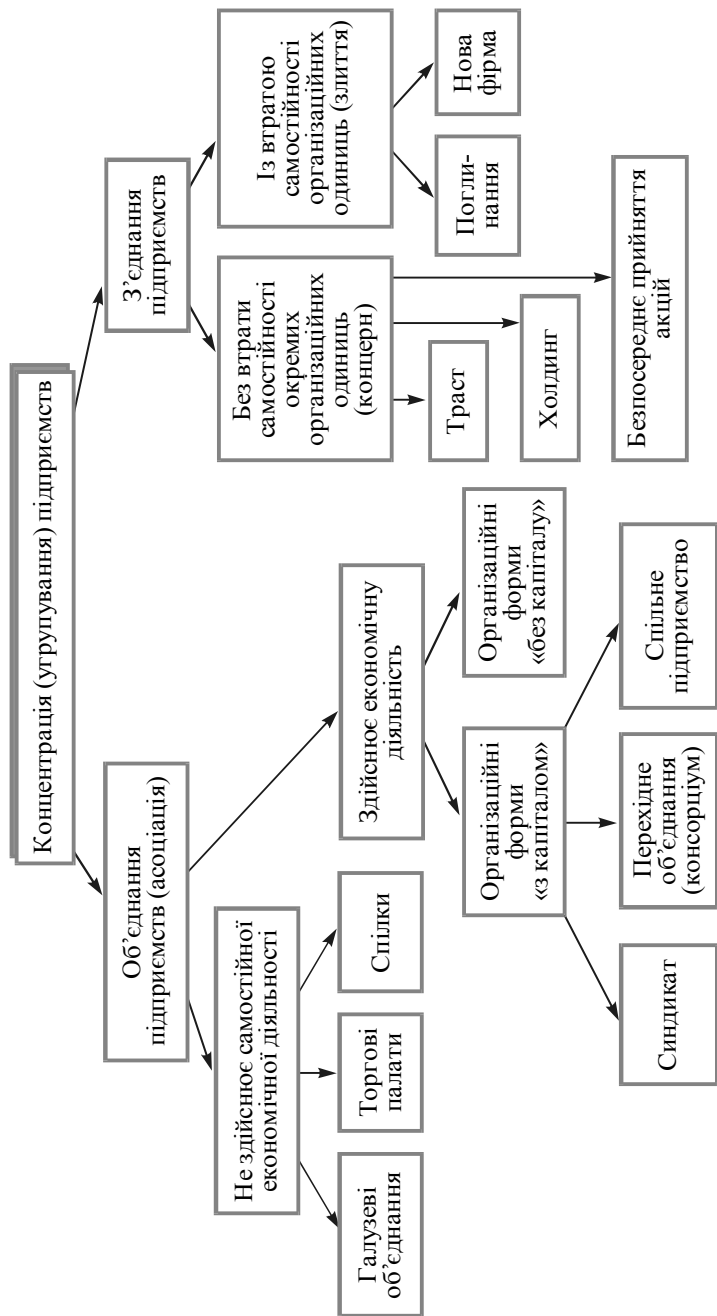 Концентрація (угрупування) підприємств
Об’єднання
підприємств (асоціація)
З’єднання
підприємств
Не здійснює самостійної
економічної діяльності
Здійснює економічну
діяльність
Без втрати
самостійності
окремих
організаційних
одиниць
(концерн)
Із втратою
самостійності
організаційних
одиниць (злиття)
Галузеві
об’єднання
Торгові
палати
Спілки
Організаційні
форми
«з капіталом»
Організаційні
форми
«без капіталу»
Траст
Холдинг
Безпосереднє прийняття
акцій
Погли-
нання
Нова
фірма
Синдикат
Перехідне
об’єднання
(консорціум)
Спільне
підприємство